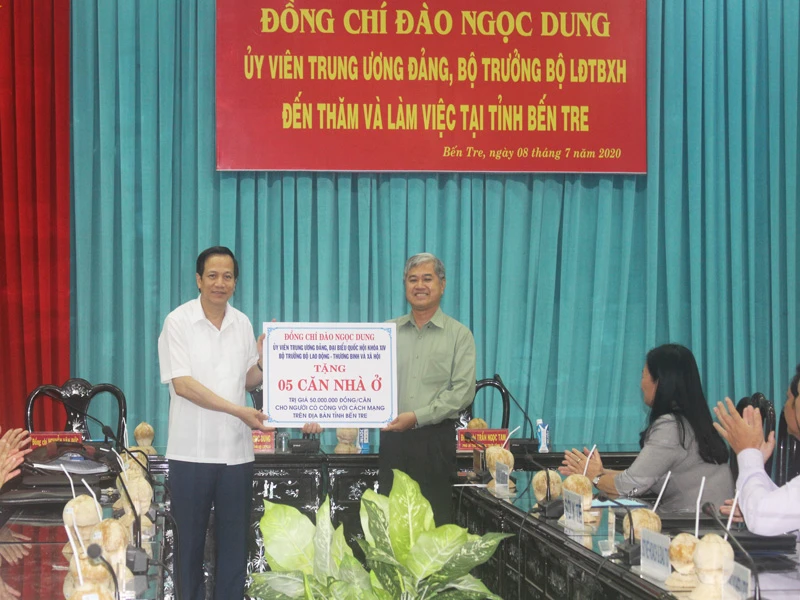 ĐỒNG CHÍ ĐÀO NGỌC DUNG
ỦY VIÊN TRUNG ƯƠNG ĐẢNG, BỘ TRƯỞNG BỘ LĐTBXH
ĐẾN THĂM VÀ LÀM VIỆC TẠI TỈNH BẾN TRE
Bến Tre, ngày 08 tháng 7 năm 2020
ĐỒNG CHÍ ĐÀO NGỌC DUNG
ỦY VIÊN TRUNG ƯƠNG ĐẢNG, ĐẠI BIỂU QUỐC HỘI KHÓA XIV
BỘ TRƯỞNG BỘ LAO ĐỘNG - THƯƠNG BINH VÀ XÃ HỘI
TẶNG
05 CĂN NHÀ Ở
TRỊ GIÁ 50.000.000 ĐỒNG/CĂN
CHO NGƯỜI CÓ CÔNG VỚI CÁCH MẠNG
TRÊN ĐỊA BÀN TỈNH BẾN TRE
NGỌC TAM